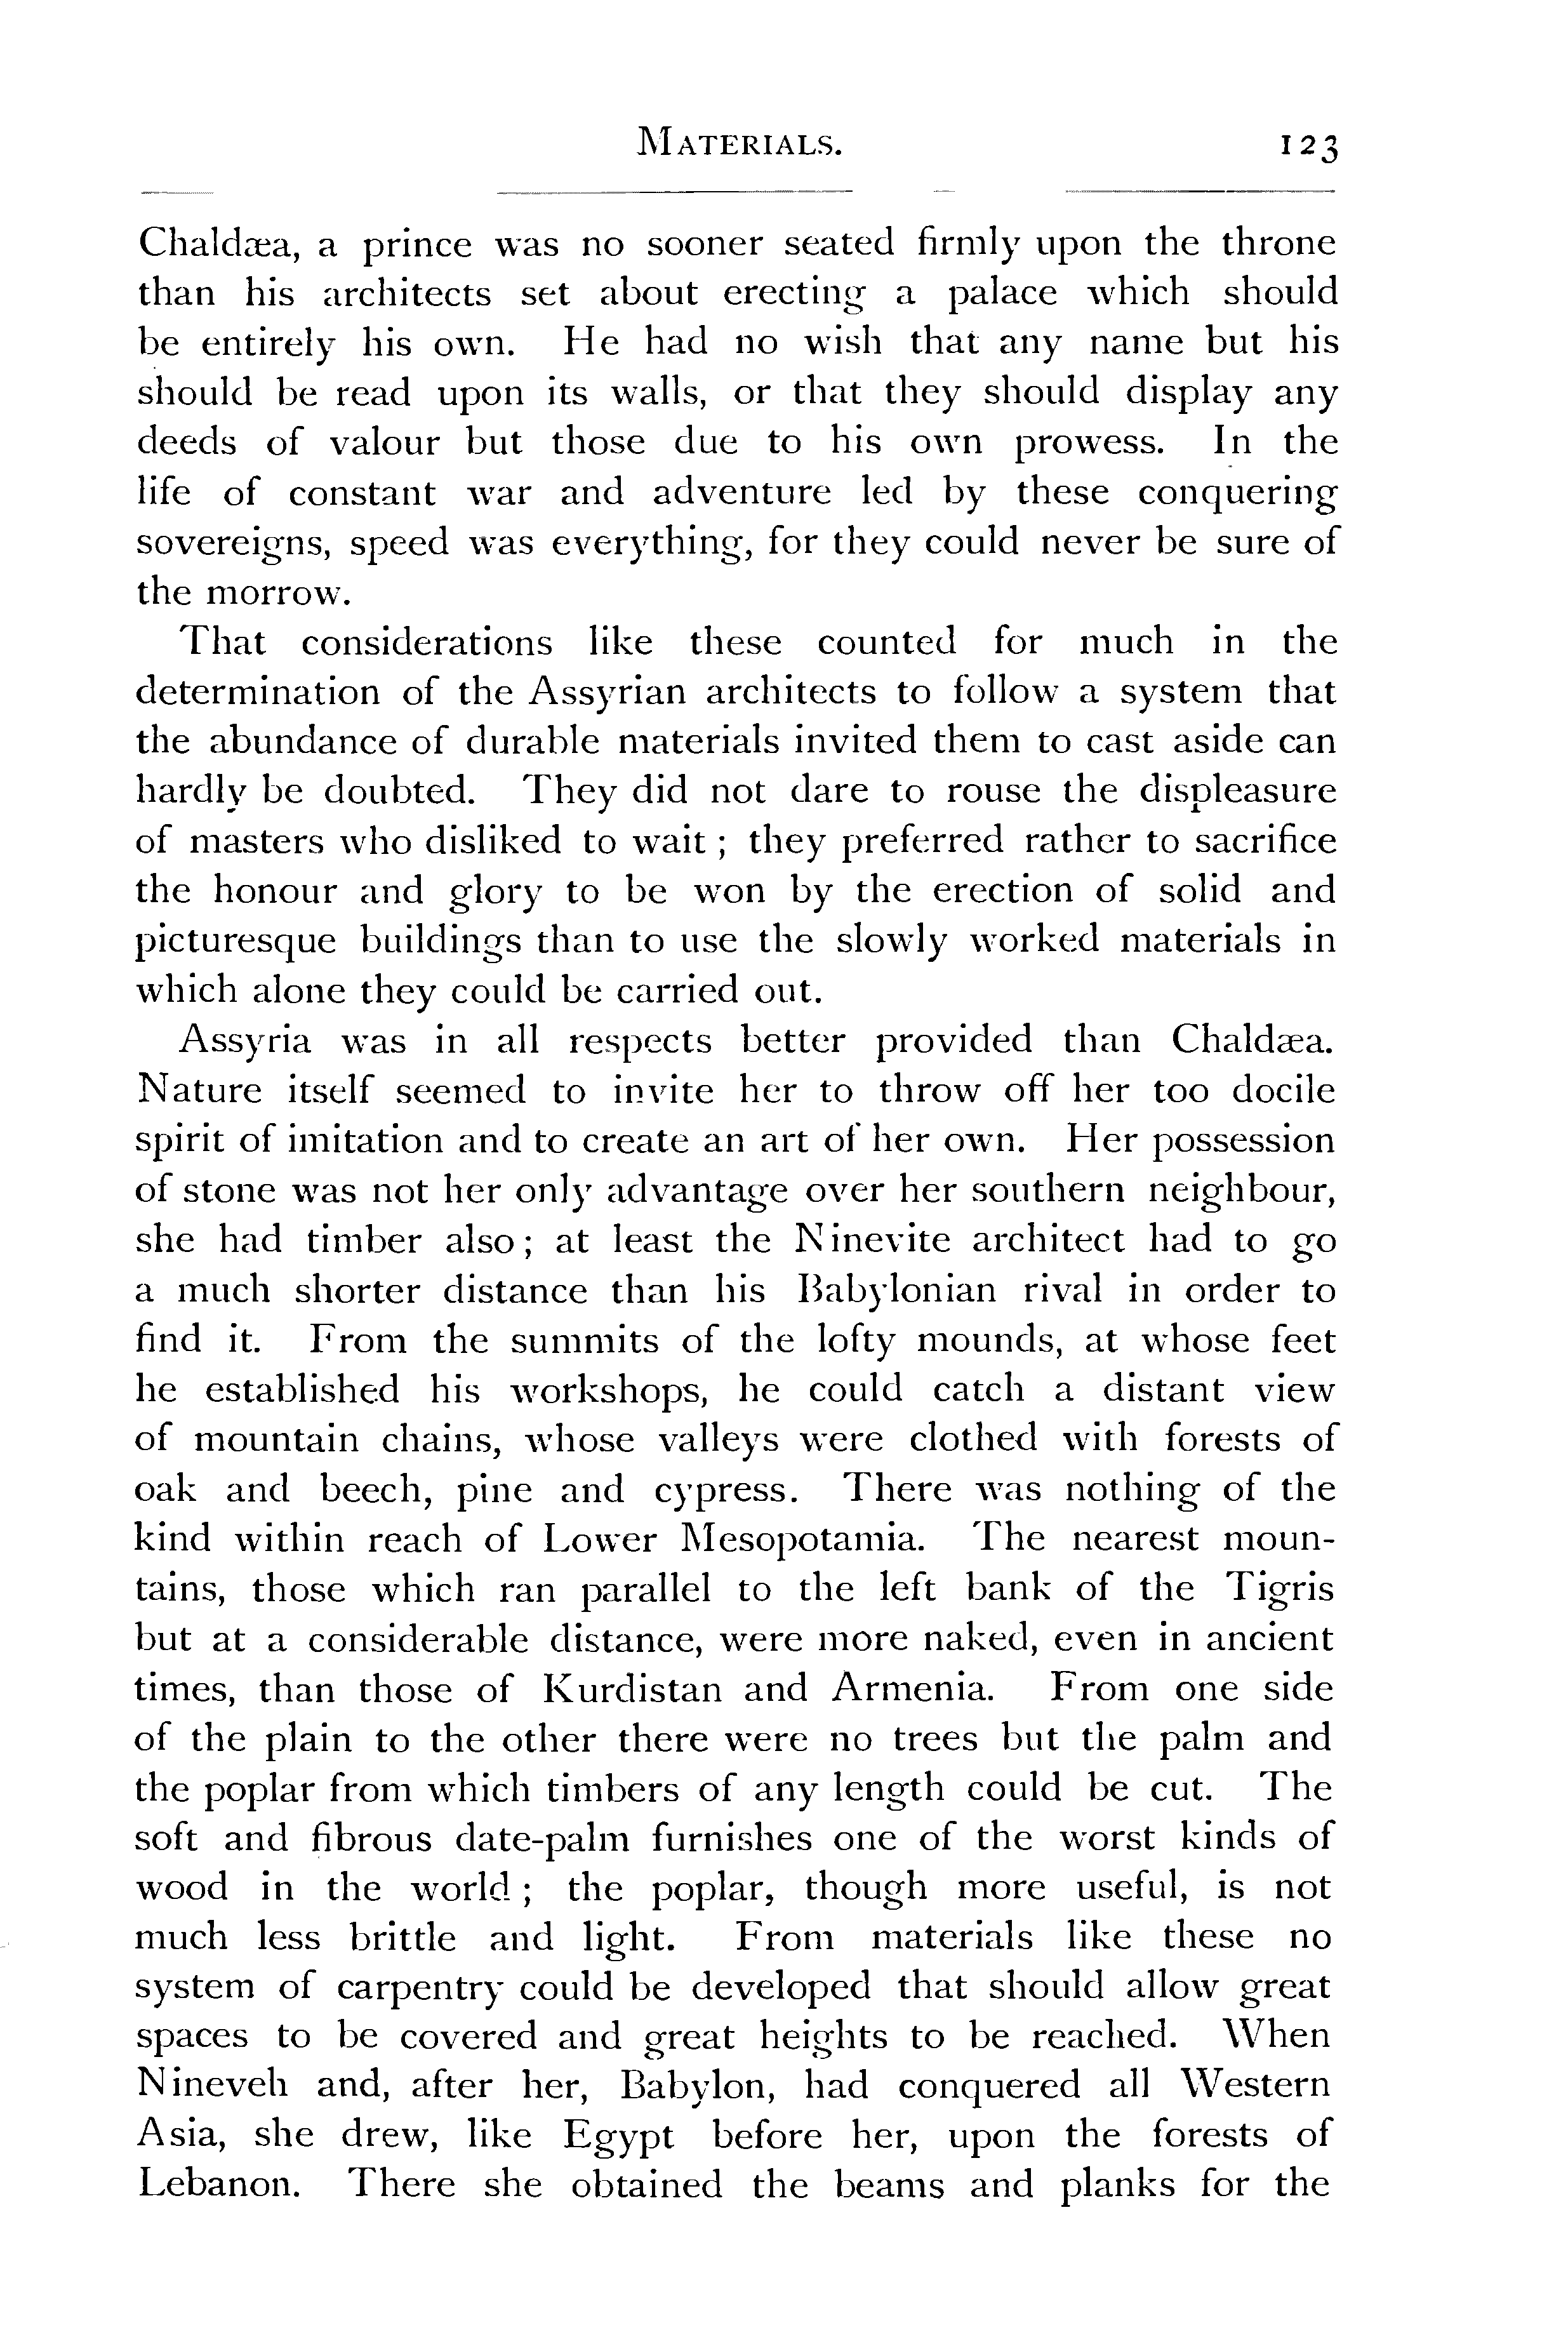 MATERIALS. 123
Chaldæa, a prince was no sooner seated firmly upon the throne
than his architects set about erecting a palace which should
be entirely his own. He had no wish that any name but his
should be read upon its walls, or that they should display any
deeds of valour but those due to his own prowess. In the
life of constant war and adventure led by these conquering
sovereigns, speed was everything, for they could never be sure of
the morrow.
That considerations like these counted for much in the
determination of the Assyrian architects to follow a system that
the abundance of durable materials invited them to cast aside can
hardly be doubted. They did not dare to rouse the displeasure
of masters who disliked to wait ; they preferred rather to sacrifice
the honour and glory to be won by the erection of solid and
picturesque buildings than to use the slowly worked materials in
which alone they could be carried out.
Assyria was in all respects better provided than Chaldæa.
Nature itself seemed to invite her to throw off her too docile
spirit of imitation and to create an art of her own. Her possession
of stone was not her only advantage over her southern neighbour,
she had timber also ; at least the Ninevite architect had to go
a much shorter distance than his Babylonian rival in order to
find it. From the summits of the lofty mounds, at whose feet
he established his workshops, he could catch a distant view
of mountain chains, whose valleys were clothed with forests of
oak and beech, pine and cypress. There was nothing of the
kind within reach of Lower Mesopotamia. The nearest moun-
tains, those which ran parallel to the left bank of the Tigris
but at a considerable distance, were more naked, even in ancient
times, than those of Kurdistan and Armenia. From one side
of the plain to the other there were no trees but the palm and
the poplar from which timbers of any length could be cut. The
soft and fibrous date-palm furnishes one of the worst kinds of
wood in the world ; the poplar, though more useful, is not
much less brittle and light. From materials like these no
system of carpentry could be developed that should allow great
spaces to be covered and great heights to be reached. When
Nineveh and, after her, Babylon, had conquered all Western
Asia, she drew, like Egypt before her, upon the forests of
Lebanon. There she obtained the beams and planks for the